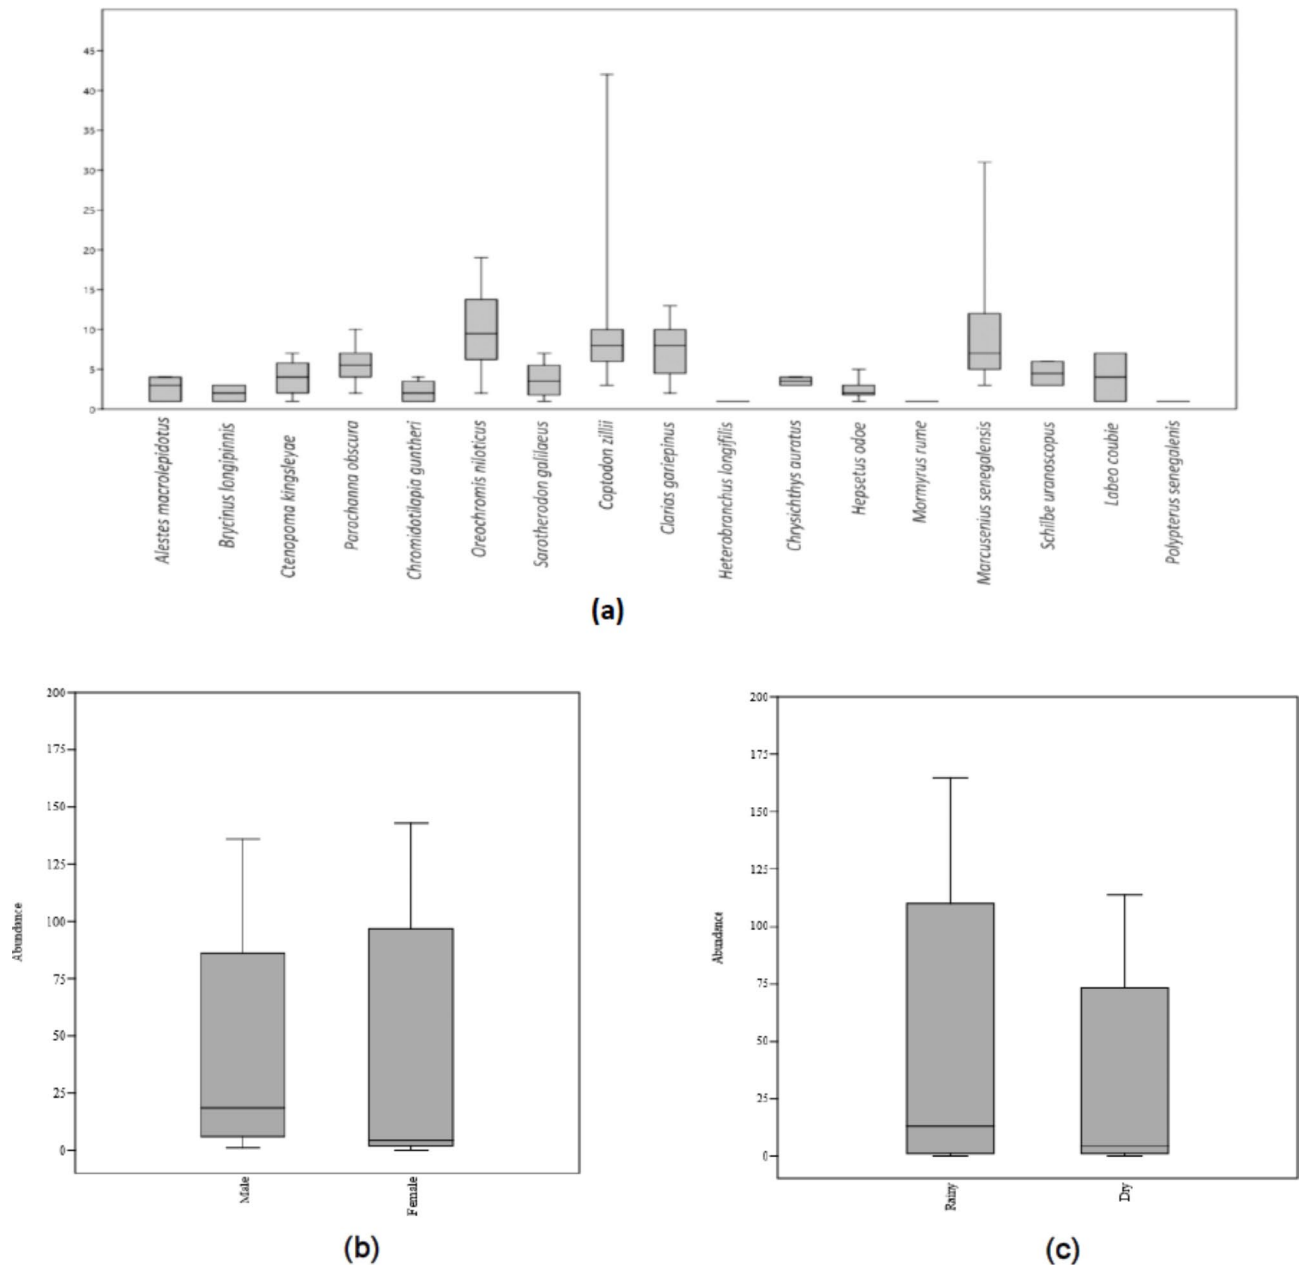 45
40
35
30
25
20
15
10
5
0
Alestes macrolepidotus
Brycinus longipinnis
Ctenopoma kingsleyae
Parachanna obscura
Chromidotilapia guntheri
Oreochromis niloticus
Sarotherodon galilaeus
Coptodon zillii
Clarias gariepinus
Heterobranchus longifilis
Chrysichthys auratus
Hepsetus odoe
Mormyrus rume
Marcusenius senegalensis
Schilbe uranoscopus
Labeo coubie
Polypterus senegalenis
(a)
200
175
150
125
100
75
50
25
0
Abundance
Male
Female
(b)
200
175
150
125
100
75
50
25
0
Abundance
Rainy
Dry
(c)